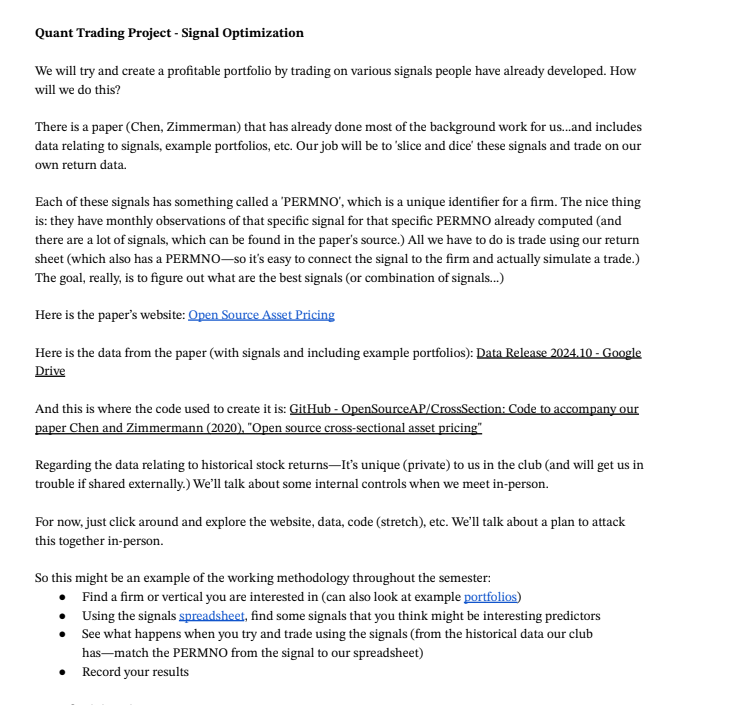 Quant Trading Project - Signal Optimization
We will try and create a profitable portfolio by trading on various signals people have already developed. How
will we do this?
There is a paper (Chen, Zimmerman) that has already done most of the background work for us...and includes
data relating to signals, example portfolios, etc. Our job will be to 'slice and dice' these signals and trade on our
own return data.
Each of these signals has something called a 'PERMNO', which is a unique identifier for a firm. The nice thing
is: they have monthly observations of that specific signal for that specific PERMNO already computed (and
there are a lot of signals, which can be found in the paper's source.) All we have to do is trade using our return
sheet (which also has a PERMNO—so it's easy to connect the signal to the firm and actually simulate a trade.)
The goal, really, is to figure out what are the best signals (or combination of signals...)
Here is the paper's website: Open Source Asset Pricing
Here is the data from the paper (with signals and including example portfolios): Data Release 2024.10 - Google
Drive
And this is where the code used to create it is: GitHub - OpenSourceAP/CrossSection: Code to accompany our
paper Chen and Zimmermann (2020), "Open source cross-sectional asset pricing"
Regarding the data relating to historical stock returns—It's unique (private) to us in the club (and will get us in
trouble if shared externally.) We'll talk about some internal controls when we meet in-person.
For now, just click around and explore the website, data, code (stretch), etc. We'll talk about a plan to attack
this together in-person.
So this might be an example of the working methodology throughout the semester:
● Find a firm or vertical you are interested in (can also look at example portfolios)
● Using the signals spreadsheet, find some signals that you think might be interesting predictors
● See what happens when you try and trade using the signals (from the historical data our club
has—match the PERMNO from the signal to our spreadsheet)
● Record your results